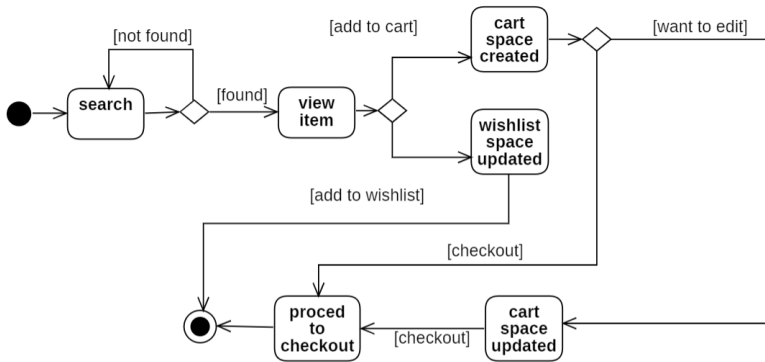 [not found]
[add to cart]
cart
space
created
[want to edit]
search
[found]
view
item
wishlist
space
updated
[add to wishlist]
[checkout]
proced
to
checkout
[checkout]
cart
space
updated